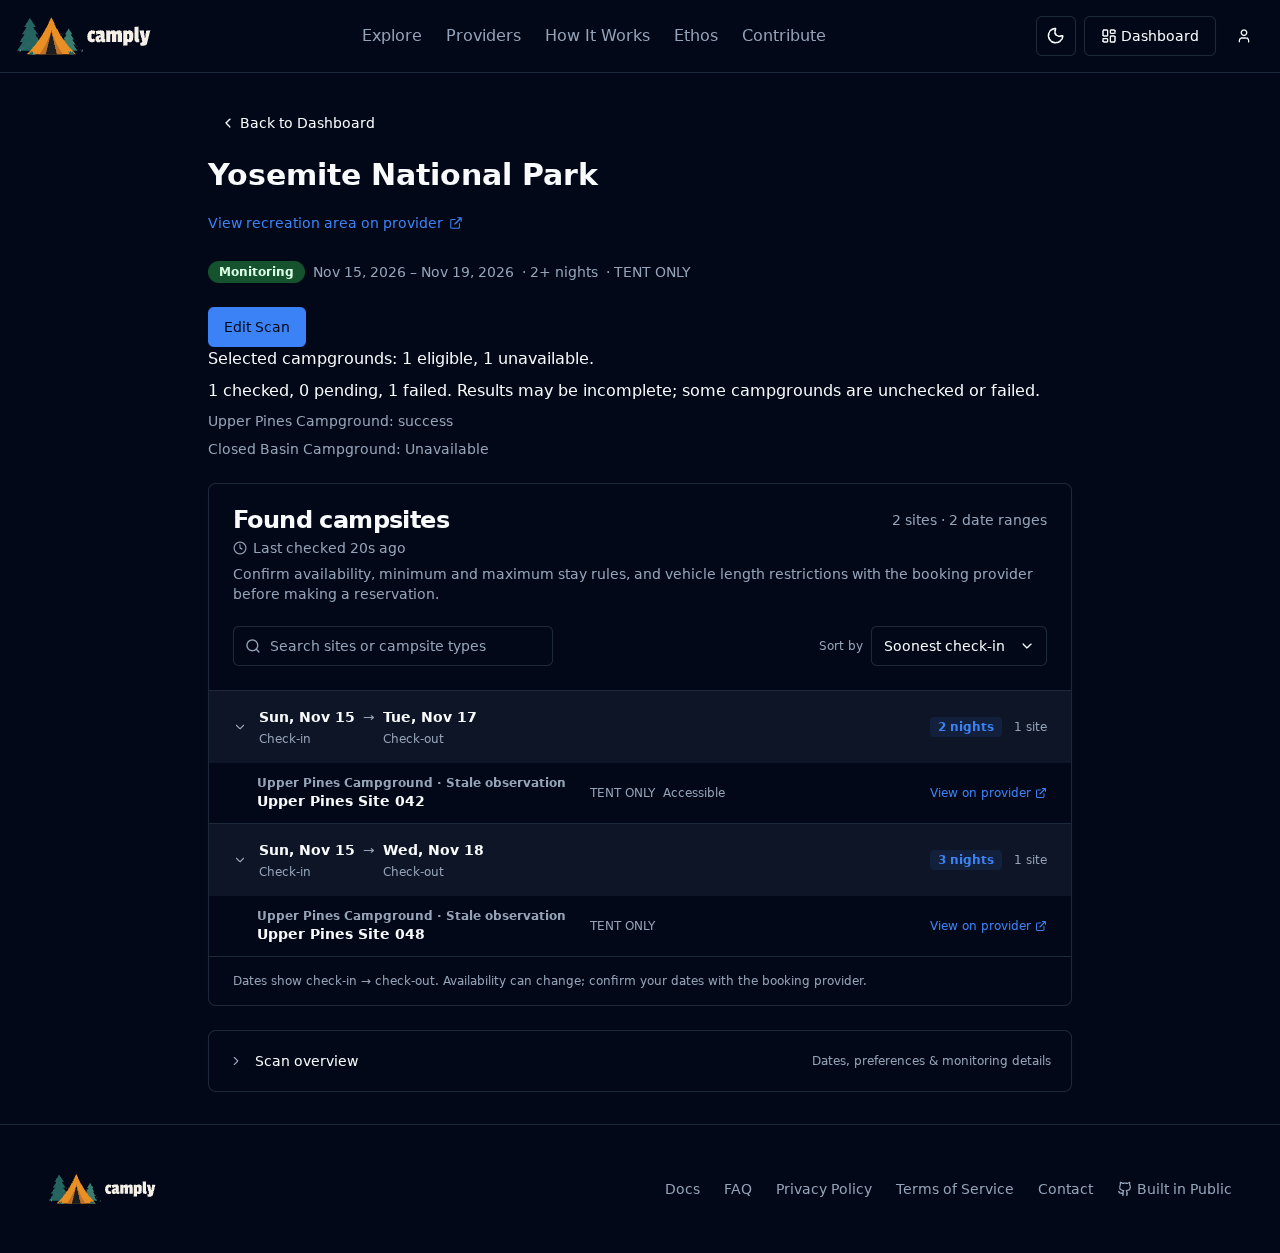 camply
Explore Providers How It Works Ethos Contribute
Dashboard
Back to Dashboard
Yosemite National Park
View recreation area on provider
Monitoring Nov 15, 2026 – Nov 19, 2026 · 2+ nights · TENT ONLY
Edit Scan
Selected campgrounds: 1 eligible, 1 unavailable.
1 checked, 0 pending, 1 failed. Results may be incomplete; some campgrounds are unchecked or failed.
Upper Pines Campground: success
Closed Basin Campground: Unavailable
Found campsites
2 sites · 2 date ranges
Last checked 20s ago
Confirm availability, minimum and maximum stay rules, and vehicle length restrictions with the booking provider
before making a reservation.
Search sites or campsite types
Sort by Soonest check-in
Sun, Nov 15 → Tue, Nov 17
Check-in Check-out
2 nights 1 site
Upper Pines Campground · Stale observation
Upper Pines Site 042
TENT ONLY Accessible
View on provider
Sun, Nov 15 → Wed, Nov 18
Check-in Check-out
3 nights 1 site
Upper Pines Campground · Stale observation
Upper Pines Site 048
TENT ONLY
View on provider
Dates show check-in → check-out. Availability can change; confirm your dates with the booking provider.
Scan overview
Dates, preferences & monitoring details
camply
Docs FAQ Privacy Policy Terms of Service Contact Built in Public